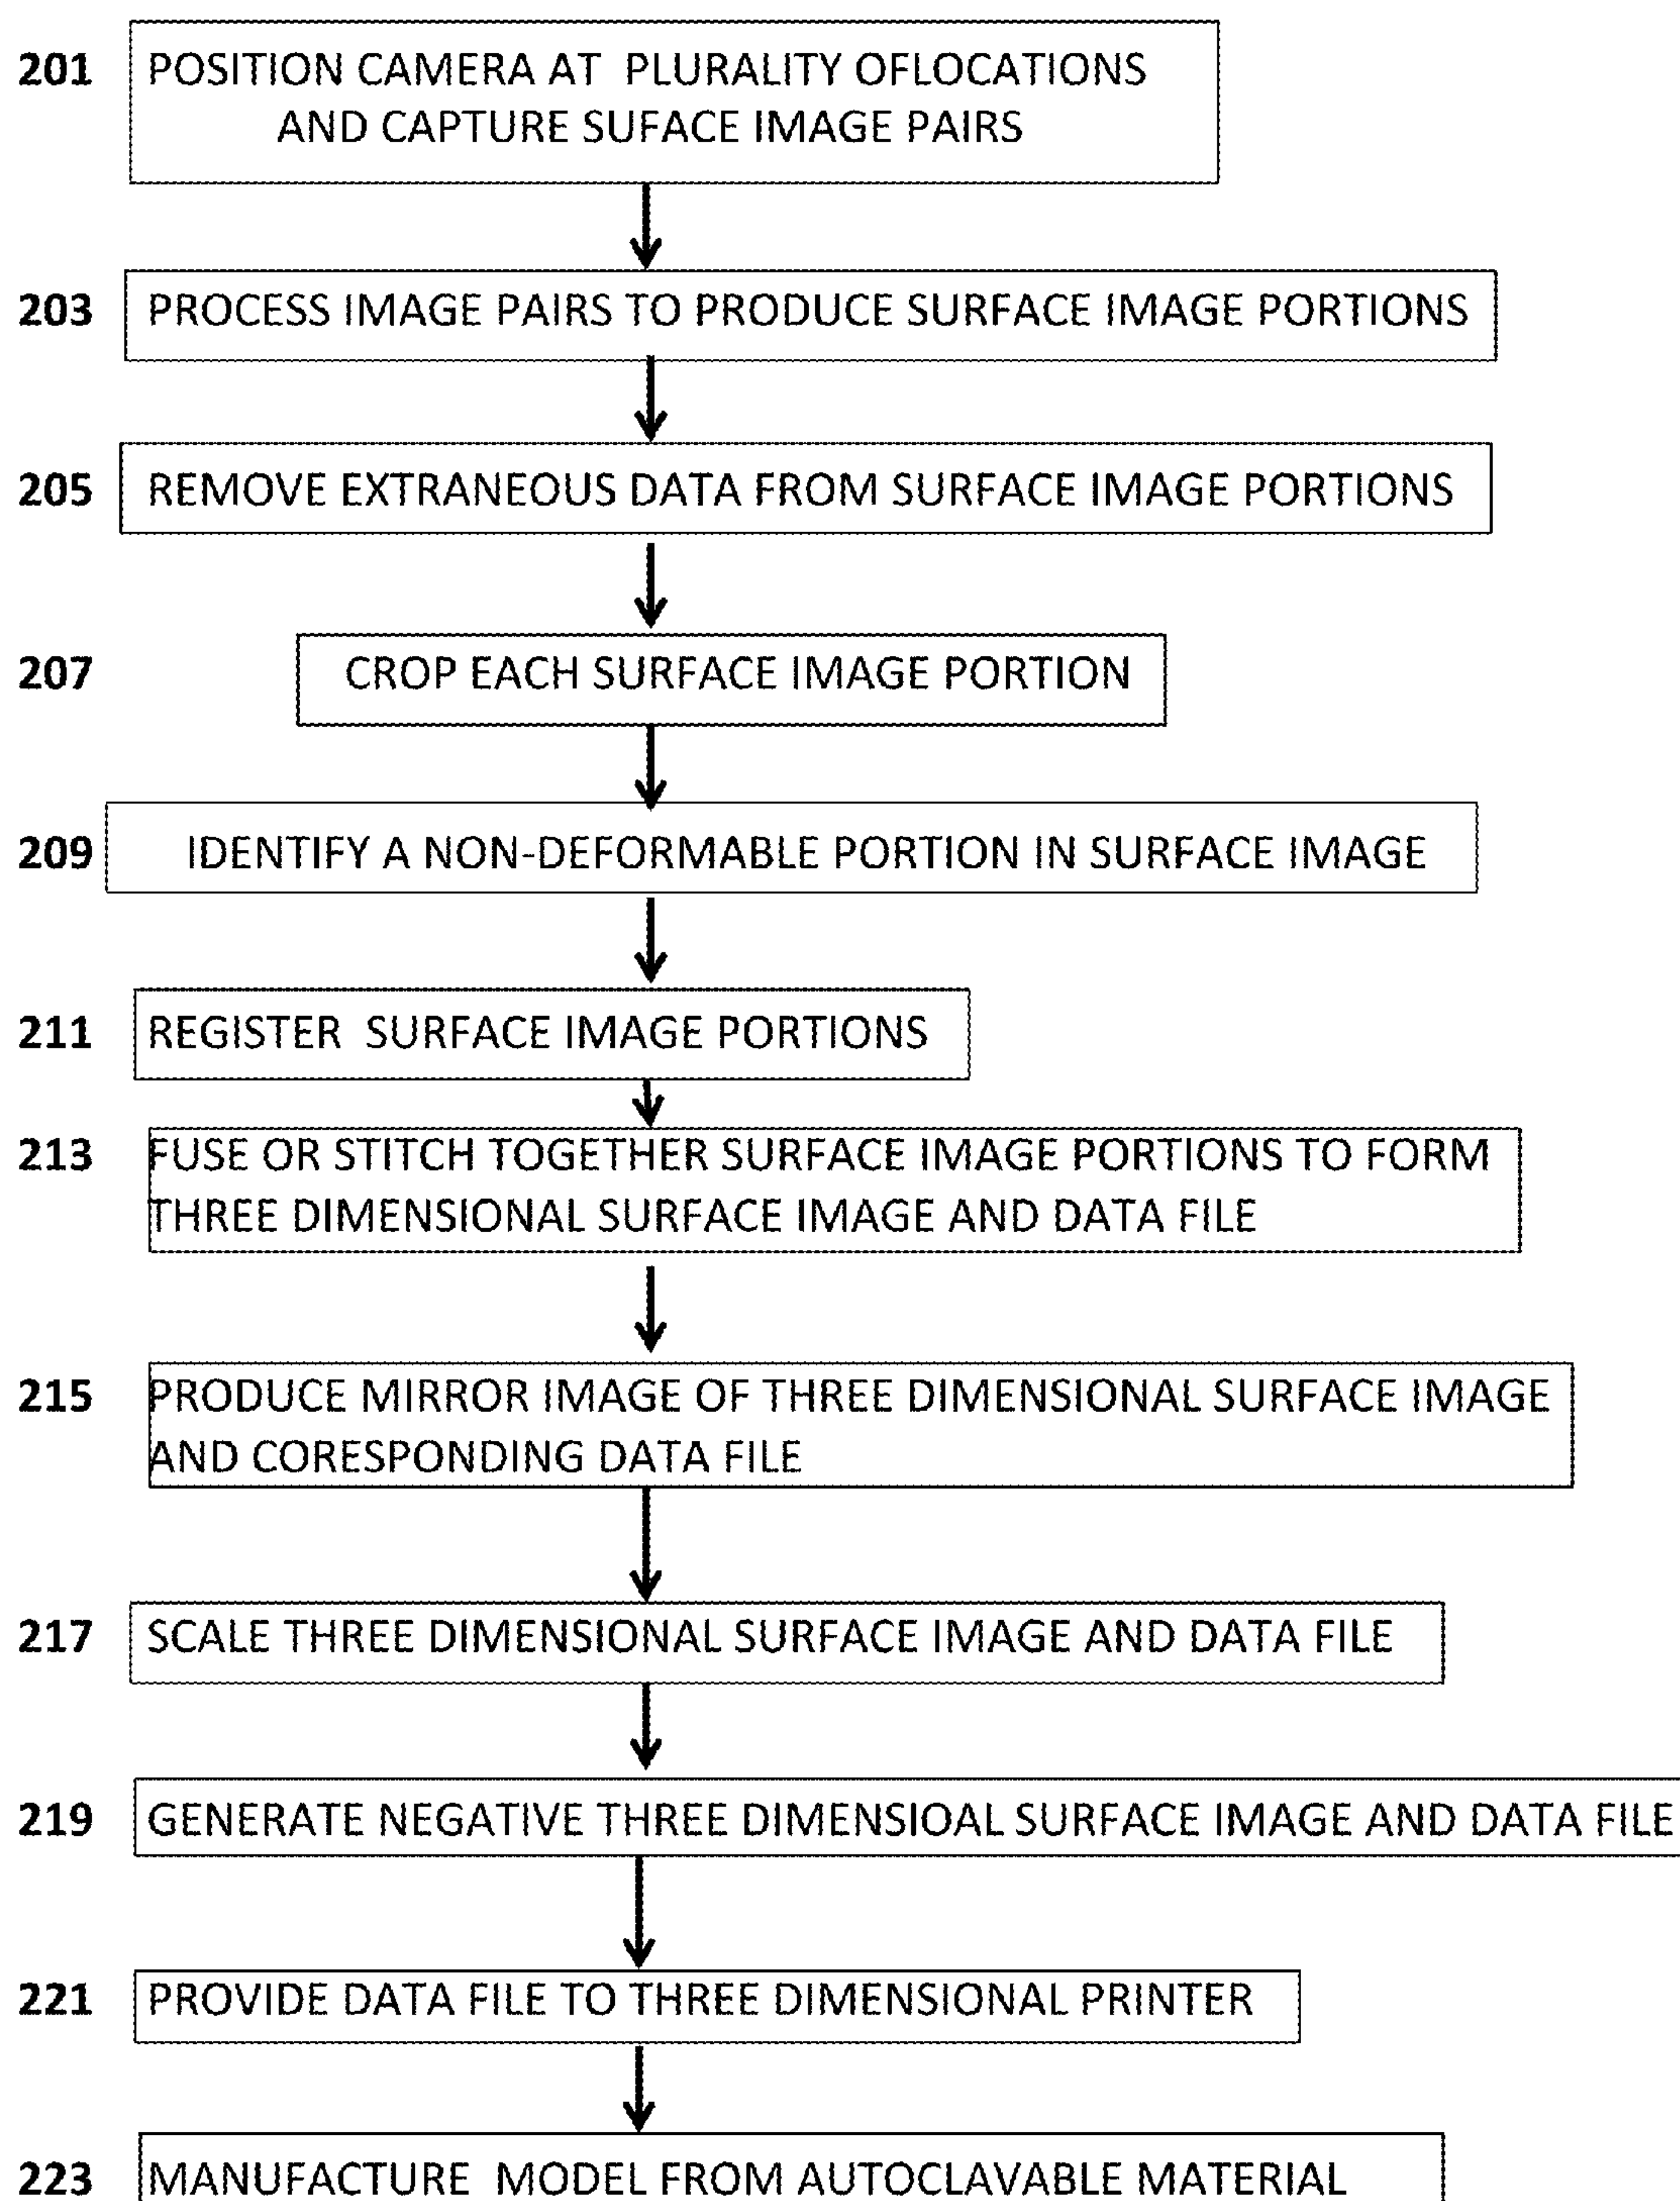 201 POSITION CAMERA AT PLURALITY OFLOCATIONS
AND CAPTURE SUFACE IMAGE PAIRS
203 PROCESS IMAGE PAIRS TO PRODUCE SURFACE IMAGE PORTIONS
205 REMOVE EXTRANEOUS DATA FROM SURFACE IMAGE PORTIONS
207 CROP EACH SURFACE IMAGE PORTION
209 IDENTIFY A NON-DEFORMABLE PORTION IN SURFACE IMAGE
211 REGISTER SURFACE IMAGE PORTIONS
213 FUSE OR STITCH TOGETHER SURFACE IMAGE PORTIONS TO FORM
THREE DIMENSIONAL SURFACE IMAGE AND DATA FILE
215 PRODUCE MIRROR IMAGE OF THREE DIMENSIONAL SURFACE IMAGE
AND CORESPONDING DATA FILE
217 SCALE THREE DIMENSIONAL SURFACE IMAGE AND DATA FILE
219 GENERATE NEGATIVE THREE DIMENSIOAL SURFACE IMAGE AND DATA FILE
221 PROVIDE DATA FILE TO THREE DIMENSIONAL PRINTER
223 MANUFACTURE MODEL FROM AUTOCLAVABLE MATERIAL